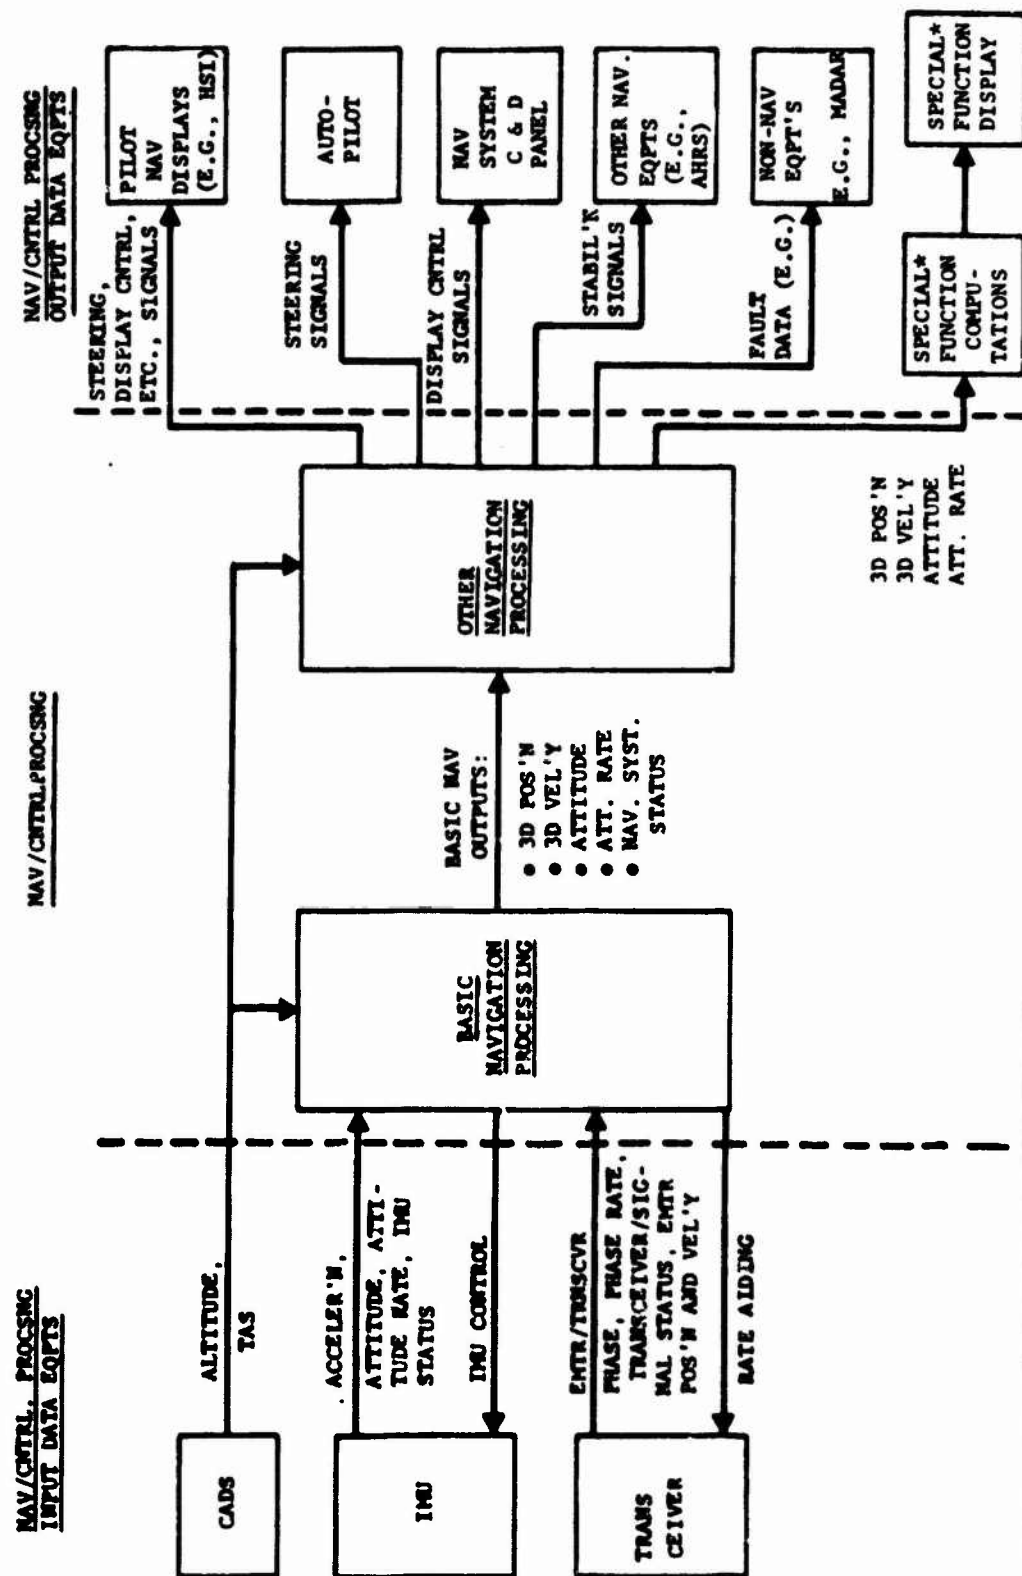 NAV/CNTRL. PROCSNG
INPUT DATA EQPTS
NAV/CNTRLPROCSNG
NAV/CNTRL PROCSNG
OUTPUT DATA EQPTS
CADS
ALTITUDE,
TAS
IMU
ACCELER'N,
ATTITUDE, ATTI-
TUDE RATE, IMU
STATUS
IMU CONTROL
TRANS
CEIVER
EMTR/TRNSCVR
PHASE, PHASE RATE,
TRANSCEIVER/SIG-
NAL STATUS, EMTR
POS'N AND VEL'Y
RATE AIDING
BASIC
NAVIGATION
PROCESSING
BASIC NAV
OUTPUTS:
● 3D POS'N
● 3D VEL'Y
● ATTITUDE
● ATT. RATE
● NAV. SYST.
STATUS
OTHER
NAVIGATION
PROCESSING
STEERING,
DISPLAY CNTRL,
ETC., SIGNALS
PILOT
NAV
DISPLAYS
(E.G., HSI)
STEERING
SIGNALS
AUTO-
PILOT
DISPLAY CNTRL
SIGNALS
NAV
SYSTEM
C & D
PANEL
STABIL'N
SIGNALS
OTHER NAV.
EQPTS
(E.G.,
AHRS)
FAULT
DATA (E.G.)
NON-NAV
EQPT'S
E.G., MADAR
3D POS'N
3D VEL'Y
ATTITUDE
ATT. RATE
SPECIAL*
FUNCTION
COMPU-
TATIONS
SPECIAL*
FUNCTION
DISPLAY